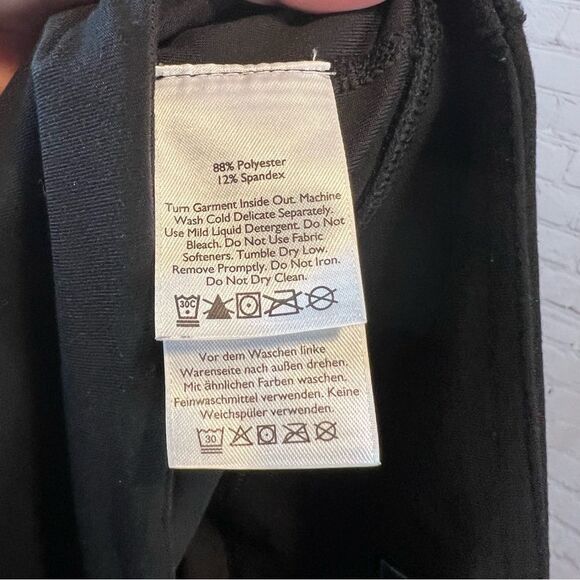 88% Polyester
12% Spandex
Turn Garment Inside Out. Machine
Wash Cold Delicate Separately.
Use Mild Liquid Detergent. Do Not
Bleach. Do Not Use Fabric
Softeners. Tumble Dry Low.
Remove Promptly. Do Not Iron.
Do Not Dry Clean.
30C
Vor dem Waschen linke
Warenseite nach außen drehen.
Mit ähnlichen Farben waschen.
Feinwaschmittel verwenden. Keine
Weichspüler verwenden.
30